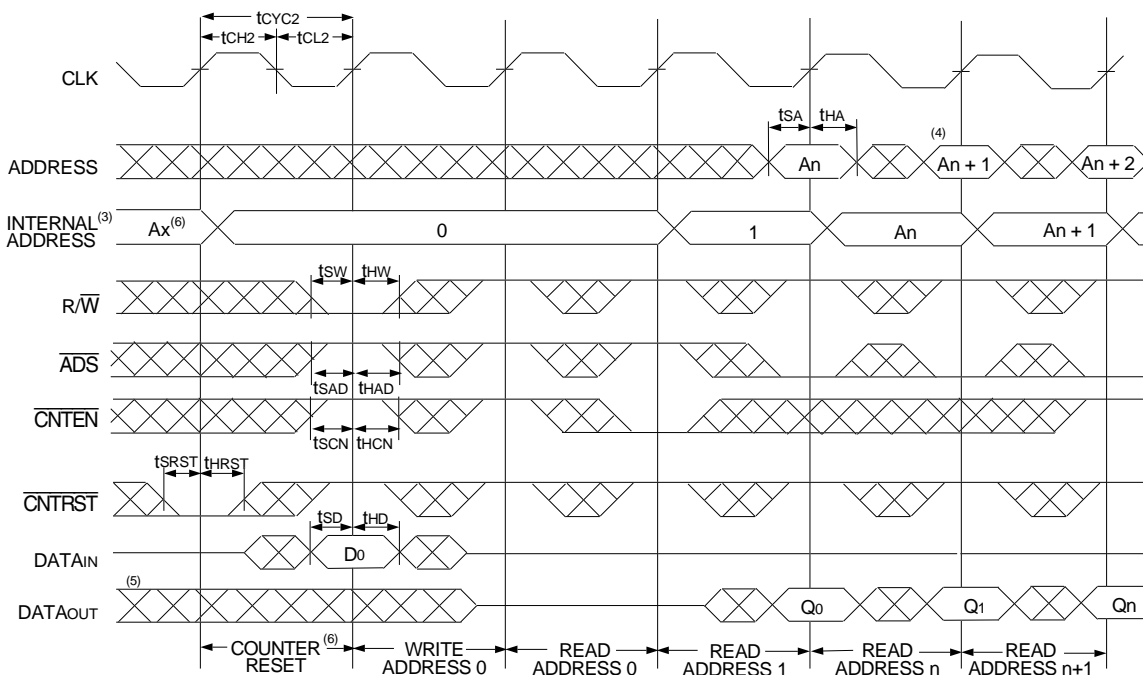 tCYC2
tCH2 tCL2
CLK
tSA tHA
(4)
ADDRESS An An + 1 An + 2
INTERNAL(3)
ADDRESS Ax(6) 0 1 An An + 1
tSW tHW
R/W̅
A̅D̅S̅
tSAD tHAD
C̅N̅T̅E̅N̅
tSCN tHCN
tSRST tHRST
C̅N̅T̅R̅S̅T̅
tSD tHD
DATAIN D0
(5)
DATAOUT Q0 Q1 Qn
COUNTER(6) WRITE READ READ READ READ
RESET ADDRESS 0 ADDRESS 0 ADDRESS 1 ADDRESS n ADDRESS n+1